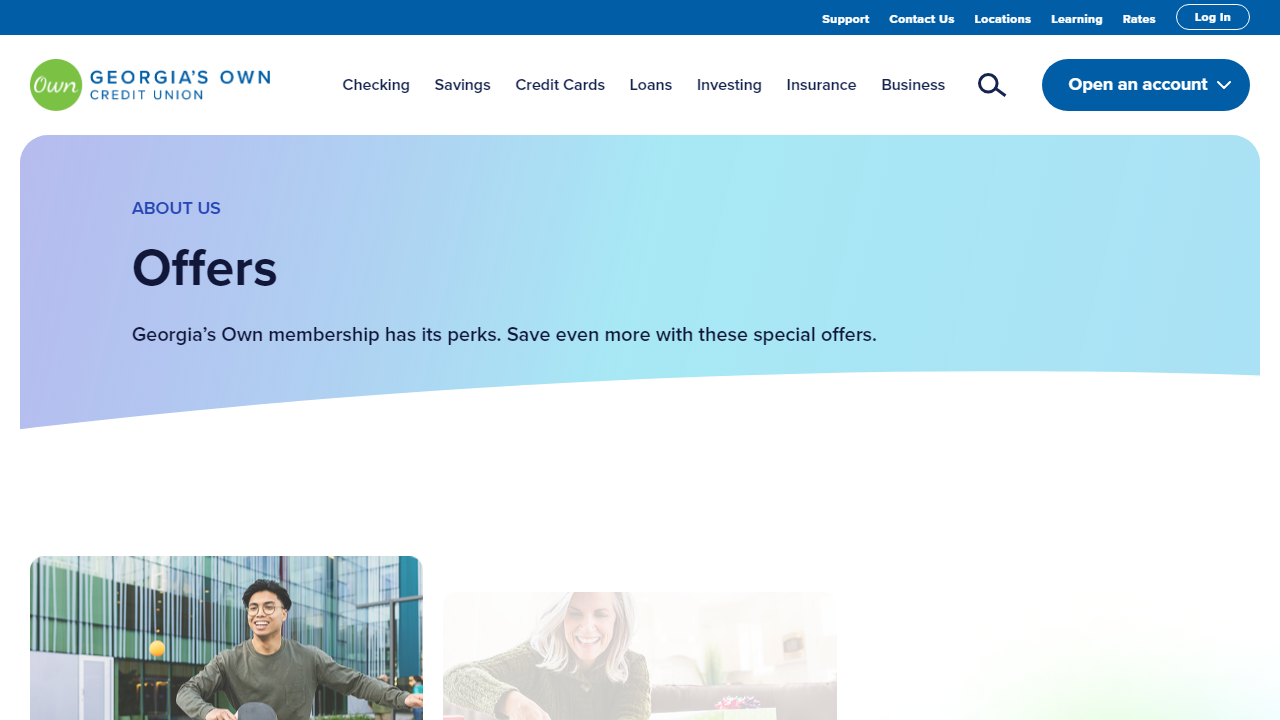 Support Contact Us Locations Learning Rates Log In
Own GEORGIA'S OWN
CREDIT UNION
Checking Savings Credit Cards Loans Investing Insurance Business Open an account
ABOUT US
Offers
Georgia’s Own membership has its perks. Save even more with these special offers.